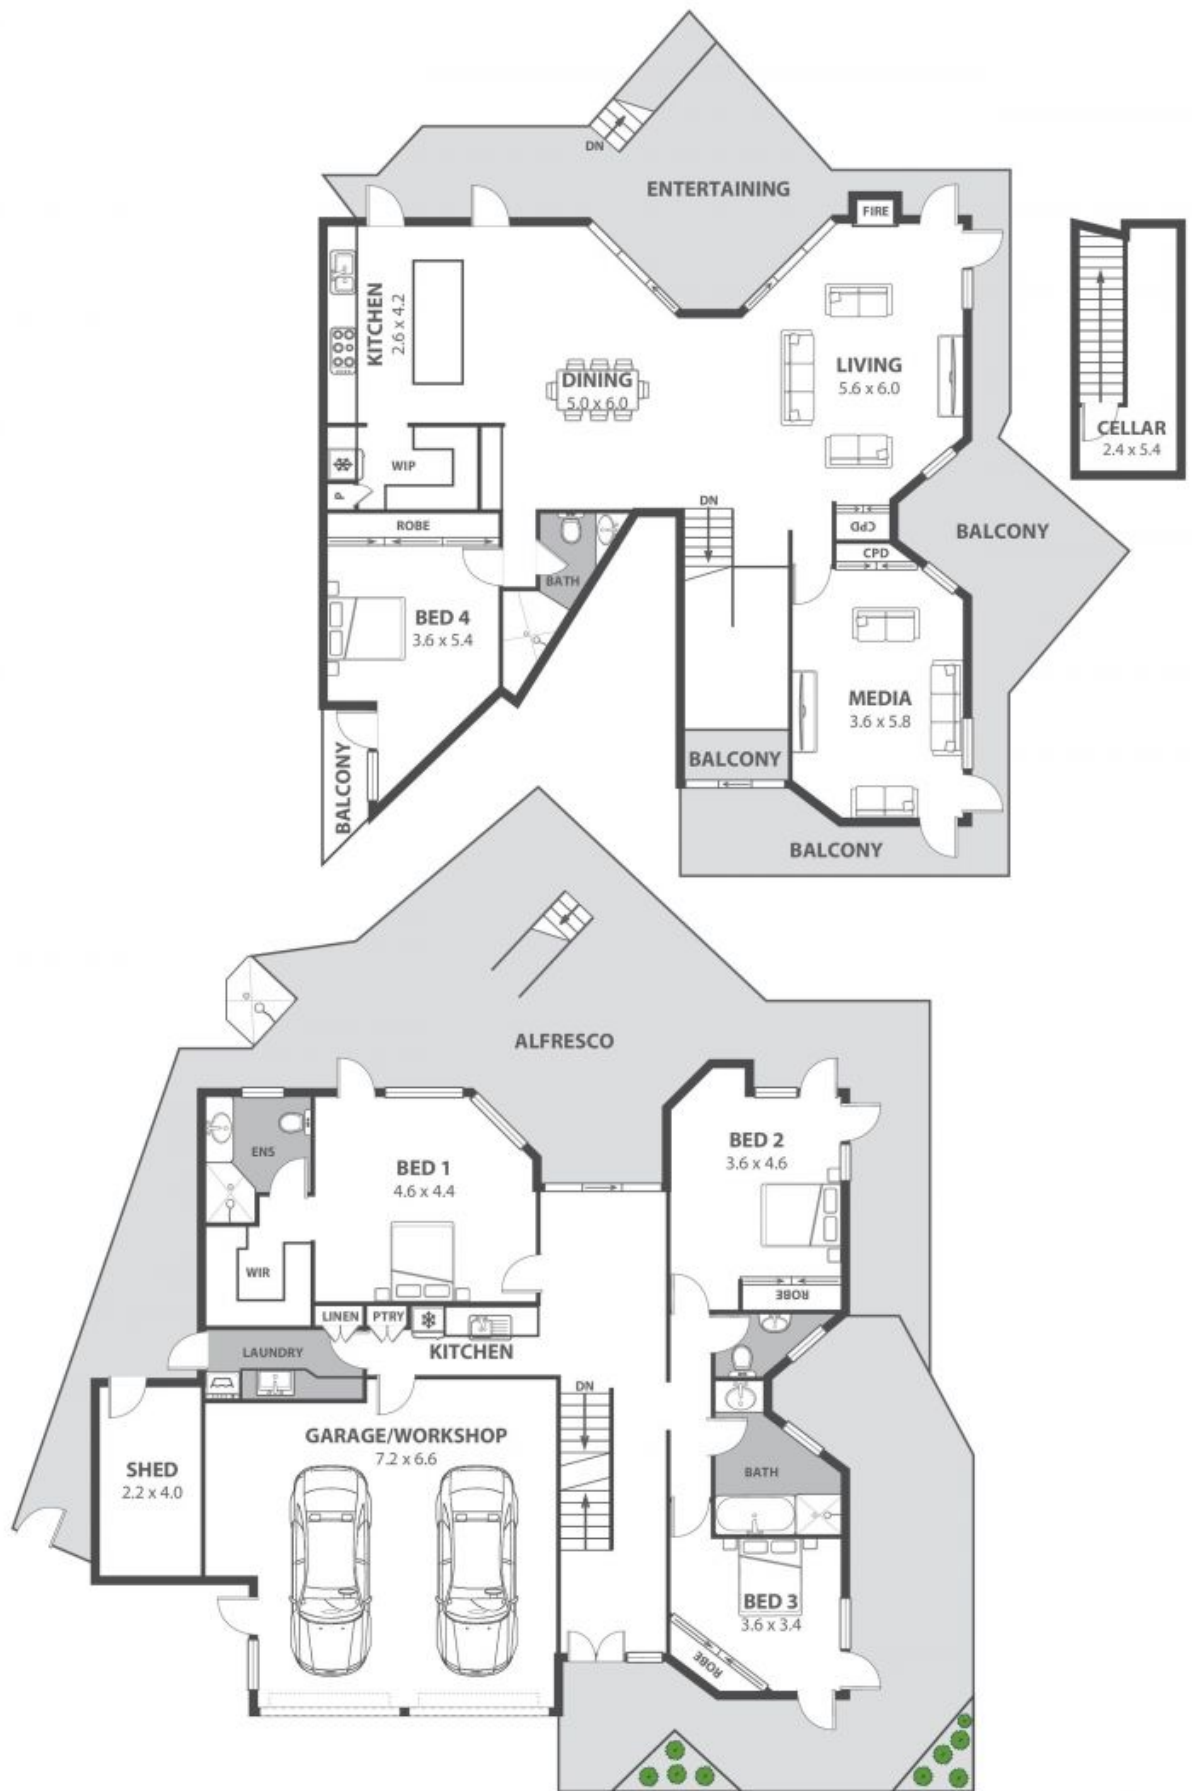 DN
ENTERTAINING
FIRE
KITCHEN
2.6 x 4.2
LIVING
5.6 x 6.0
DINING
5.0 x 6.0
CELLAR
2.4 x 5.4
WIP
P
ROBE
DN
CPD
CPD
BALCONY
BATH
BED 4
3.6 x 5.4
MEDIA
3.6 x 5.8
BALCONY
BALCONY
BALCONY
ALFRESCO
BED 2
3.6 x 4.6
ENS
BED 1
4.6 x 4.4
WIR
ROBE
LINEN
PTRY
KITCHEN
LAUNDRY
DN
GARAGE/WORKSHOP
7.2 x 6.6
SHED
2.2 x 4.0
BATH
BED 3
3.6 x 3.4
ROBE